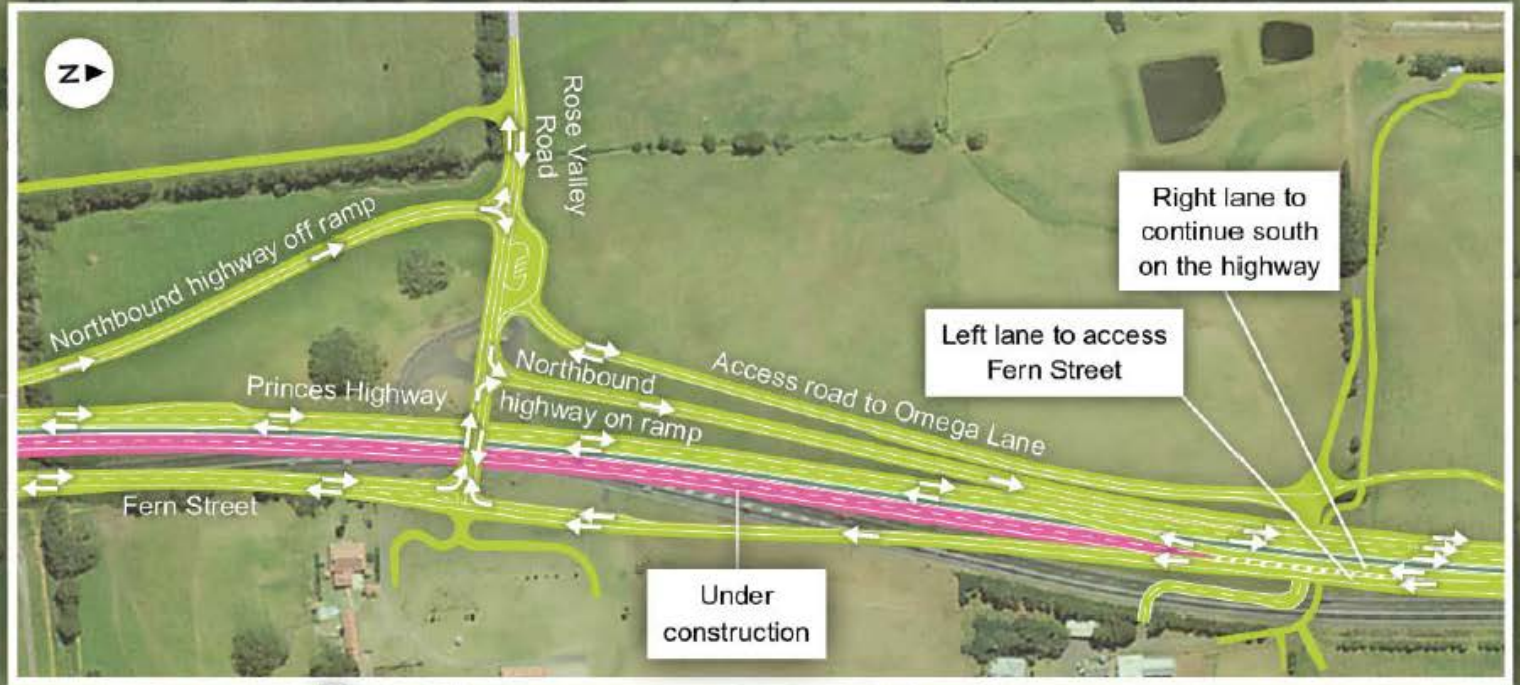 Z
Rose Valley
Road
Right lane to
continue south
on the highway
Northbound highway off ramp
Left lane to access
Fern Street
Princes Highway
Northbound
highway on ramp
Access road to Omega Lane
Fern Street
Under
construction